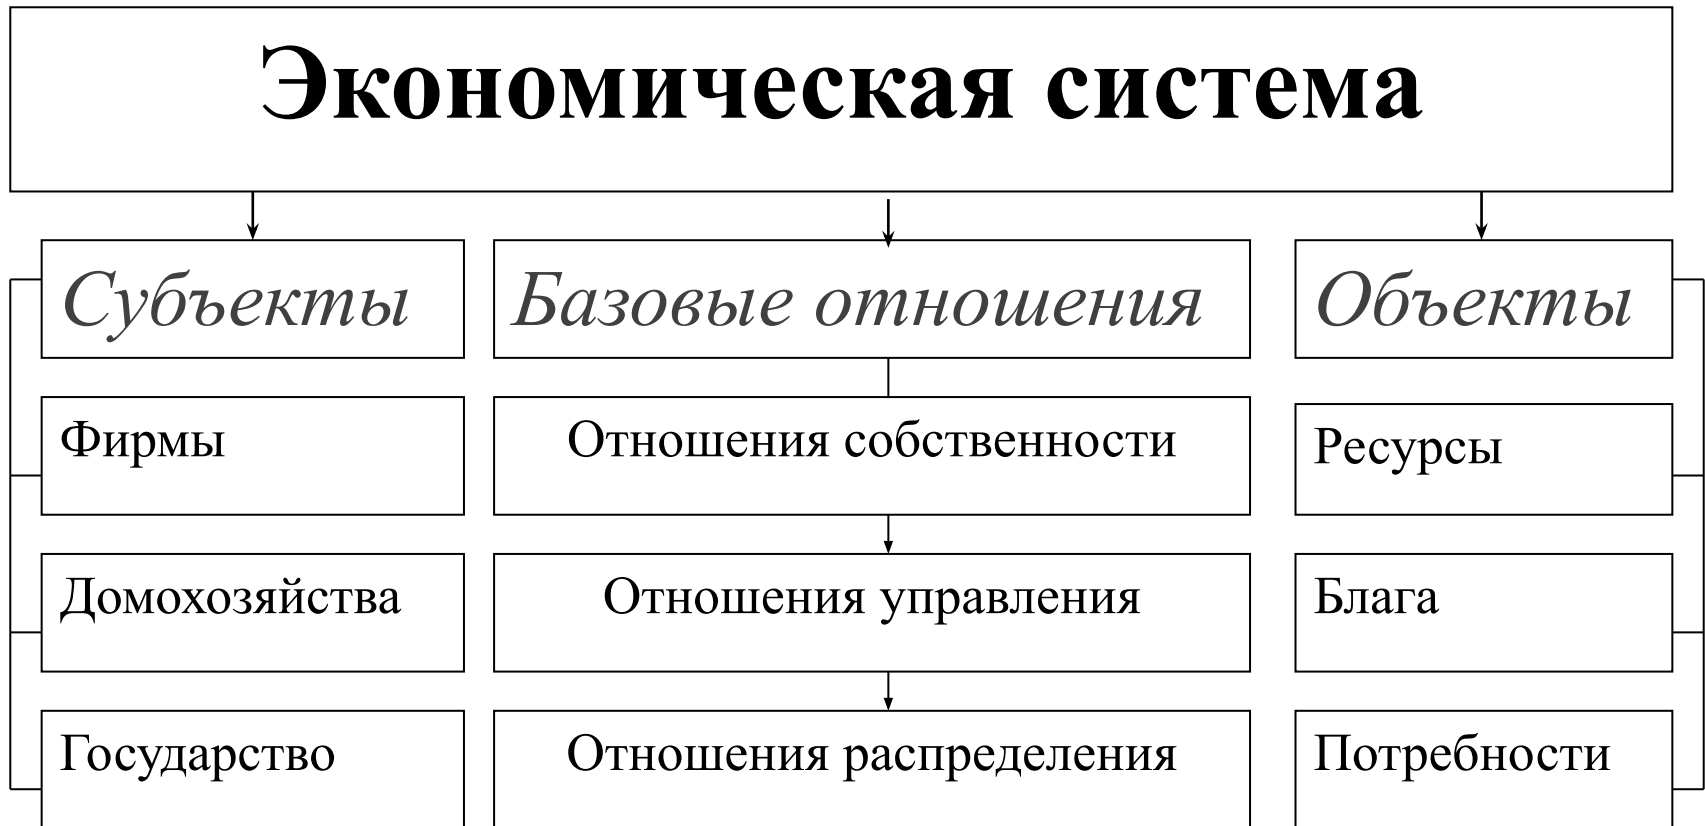 Экономическая система
Субъекты
Базовые отношения
Объекты
Фирмы
Отношения собственности
Ресурсы
Домохозяйства
Отношения управления
Блага
Государство
Отношения распределения
Потребности